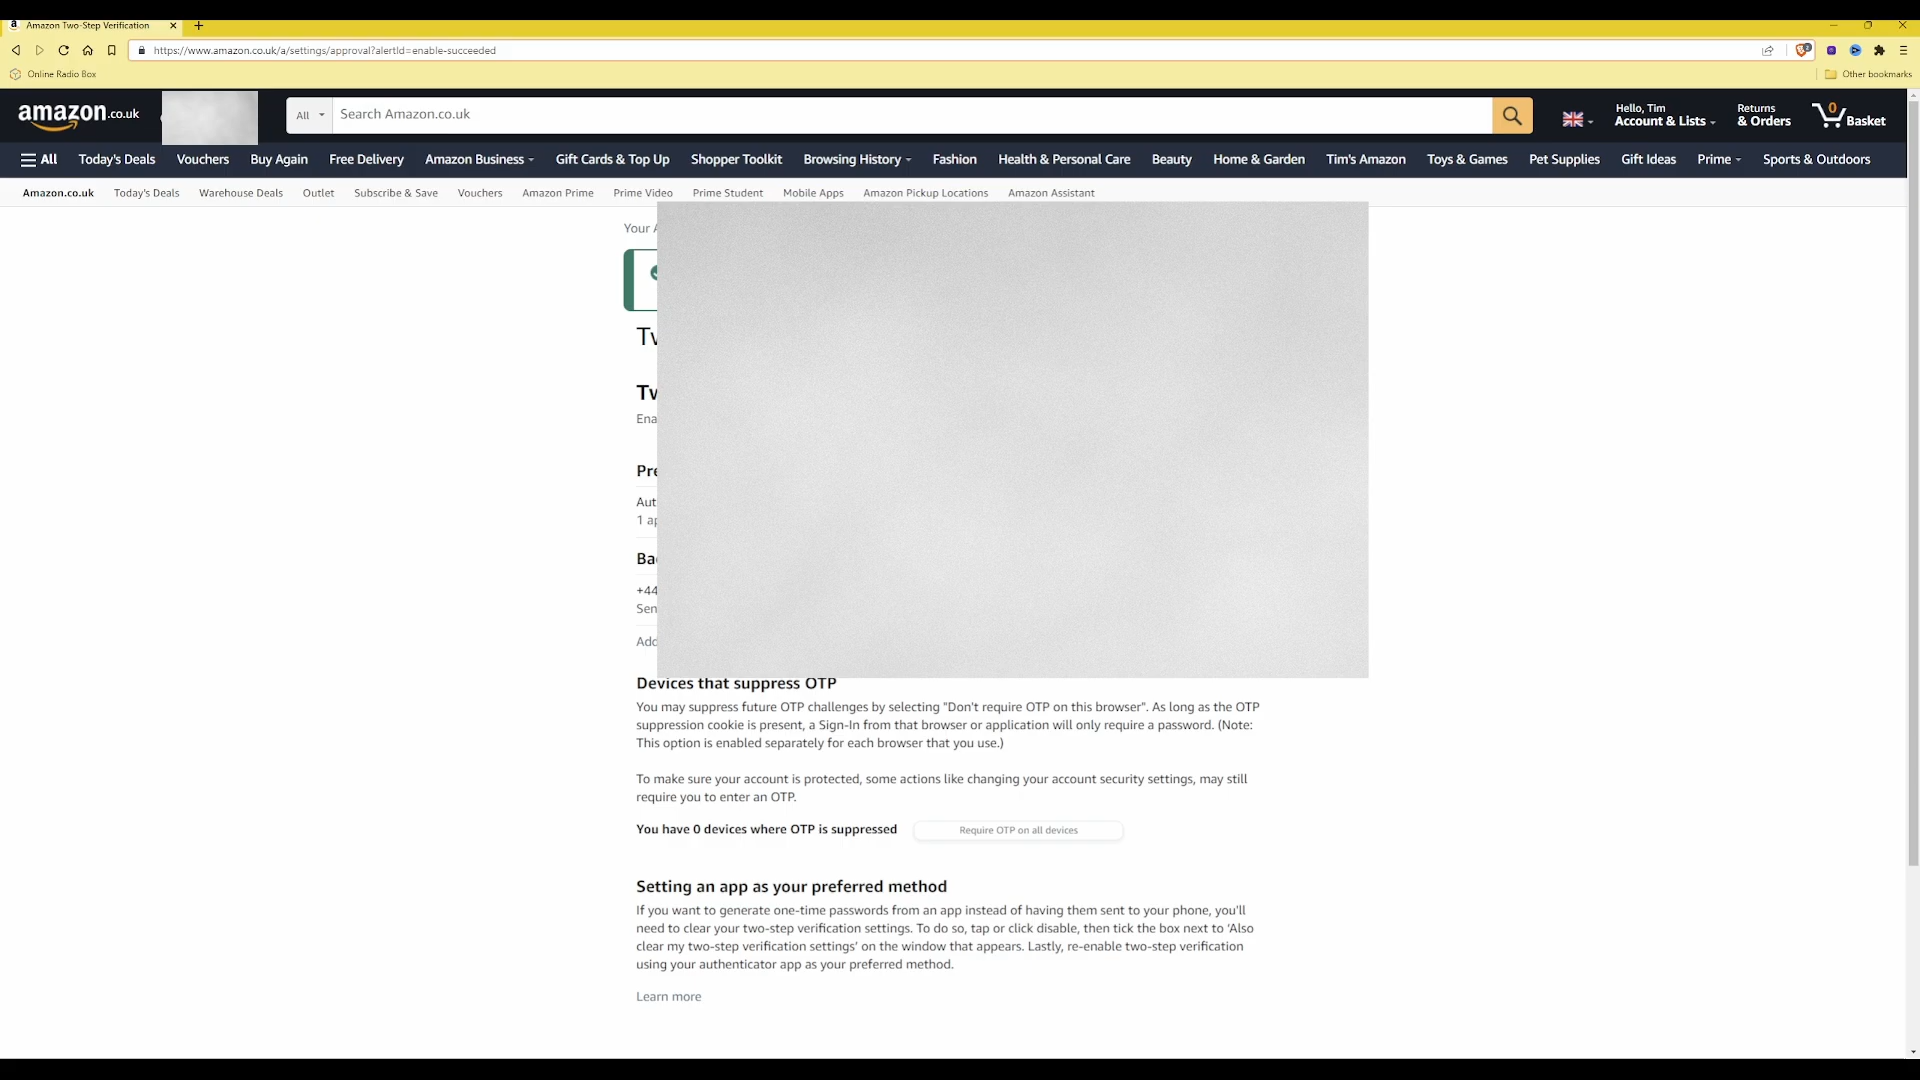 Amazon Two-Step Verification
https://www.amazon.co.uk/a/settings/approval?alertId=enable-succeeded
Online Radio Box
Other bookmarks
amazon.co.uk
All
Search Amazon.co.uk
Hello, Tim
Account & Lists
Returns
& Orders
0
Basket
All Today's Deals Vouchers Buy Again Free Delivery Amazon Business Gift Cards & Top Up Shopper Toolkit Browsing History Fashion Health & Personal Care Beauty Home & Garden Tim's Amazon Toys & Games Pet Supplies Gift Ideas Prime Sports & Outdoors
Amazon.co.uk Today's Deals Warehouse Deals Outlet Subscribe & Save Vouchers Amazon Prime Prime Video Prime Student Mobile Apps Amazon Pickup Locations Amazon Assistant
Your
1
+44
Devices that suppress OTP
You may suppress future OTP challenges by selecting "Don't require OTP on this browser". As long as the OTP
suppression cookie is present, a Sign-In from that browser or application will only require a password. (Note:
This option is enabled separately for each browser that you use.)
To make sure your account is protected, some actions like changing your account security settings, may still
require you to enter an OTP.
You have 0 devices where OTP is suppressed
Require OTP on all devices
Setting an app as your preferred method
If you want to generate one-time passwords from an app instead of having them sent to your phone, you'll
need to clear your two-step verification settings. To do so, tap or click disable, then tick the box next to 'Also
clear my two-step verification settings' on the window that appears. Lastly, re-enable two-step verification
using your authenticator app as your preferred method.
Learn more